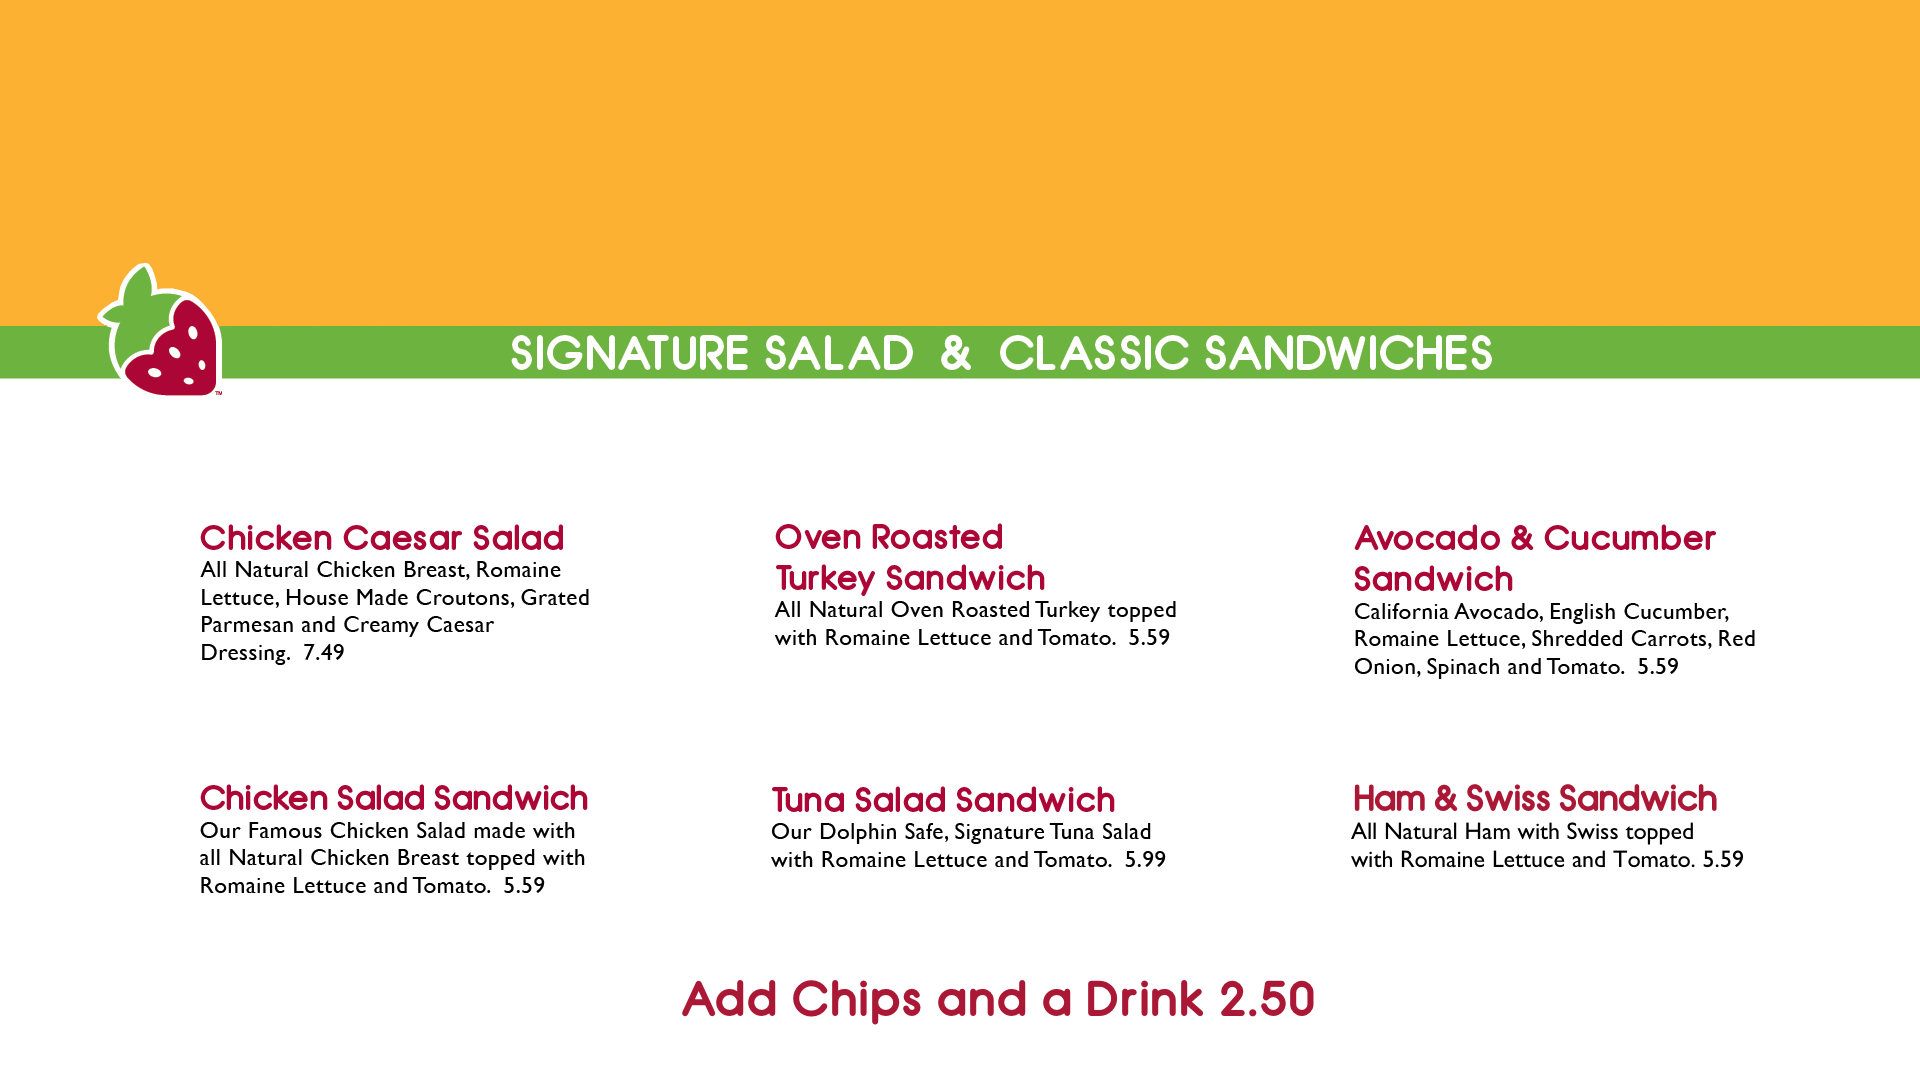 SIGNATURE SALAD & CLASSIC SANDWICHES
TM
Chicken Caesar Salad
All Natural Chicken Breast, Romaine
Lettuce, House Made Croutons, Grated
Parmesan and Creamy Caesar
Dressing. 7.49
Oven Roasted
Turkey Sandwich
All Natural Oven Roasted Turkey topped
with Romaine Lettuce and Tomato. 5.59
Avocado & Cucumber
Sandwich
California Avocado, English Cucumber,
Romaine Lettuce, Shredded Carrots, Red
Onion, Spinach and Tomato. 5.59
Chicken Salad Sandwich
Our Famous Chicken Salad made with
all Natural Chicken Breast topped with
Romaine Lettuce and Tomato. 5.59
Tuna Salad Sandwich
Our Dolphin Safe, Signature Tuna Salad
with Romaine Lettuce and Tomato. 5.99
Ham & Swiss Sandwich
All Natural Ham with Swiss topped
with Romaine Lettuce and Tomato. 5.59
Add Chips and a Drink 2.50